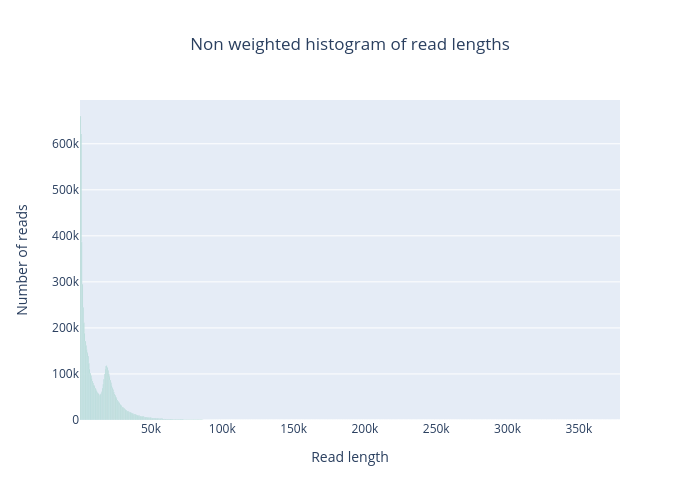 Non weighted histogram of read lengths
Number of reads
600k
500k
400k
300k
200k
100k
0
50k
100k
150k
200k
250k
300k
350k
Read length